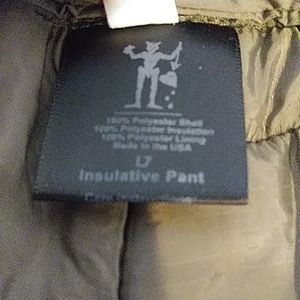 100% Polyester Shell
100% Polyester Insulation
100% Polyester Lining
Made in the USA
L7
Insulative Pant